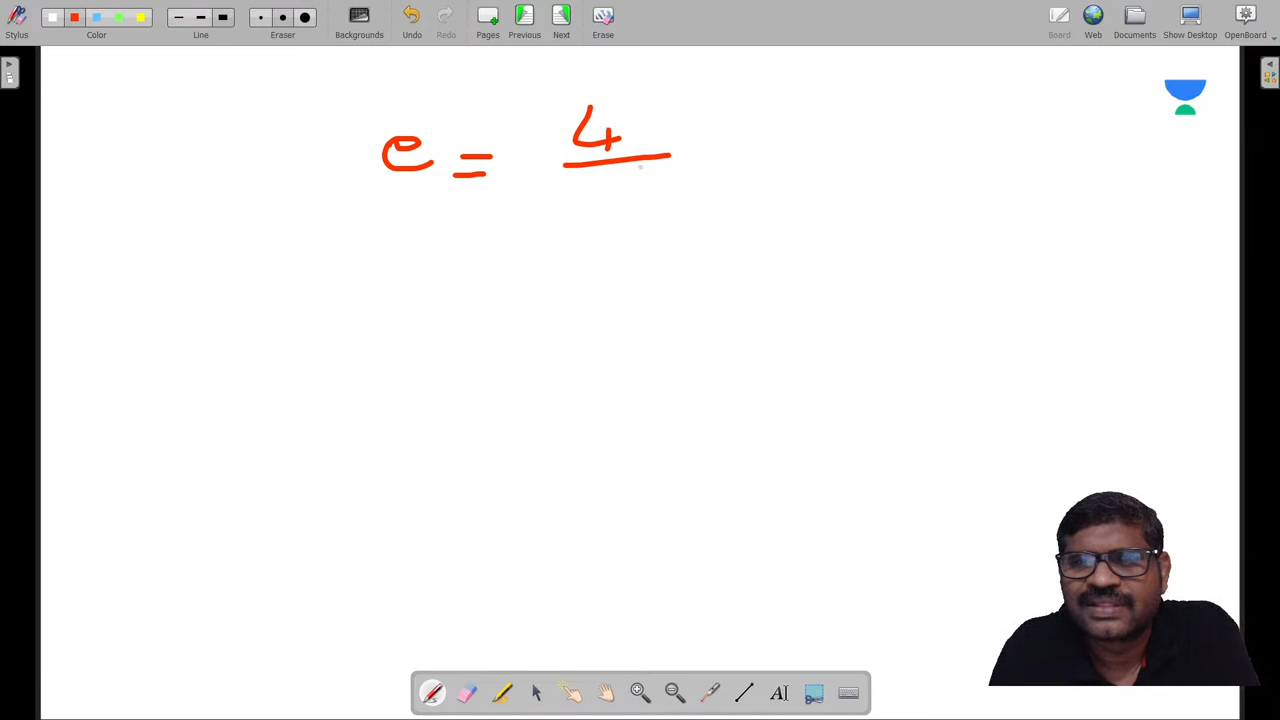 Stylus
Color
Line
Eraser
Backgrounds
Undo
Redo
Pages
Previous
Next
Erase
Board
Web
Documents
Show Desktop
OpenBoard
e = 4